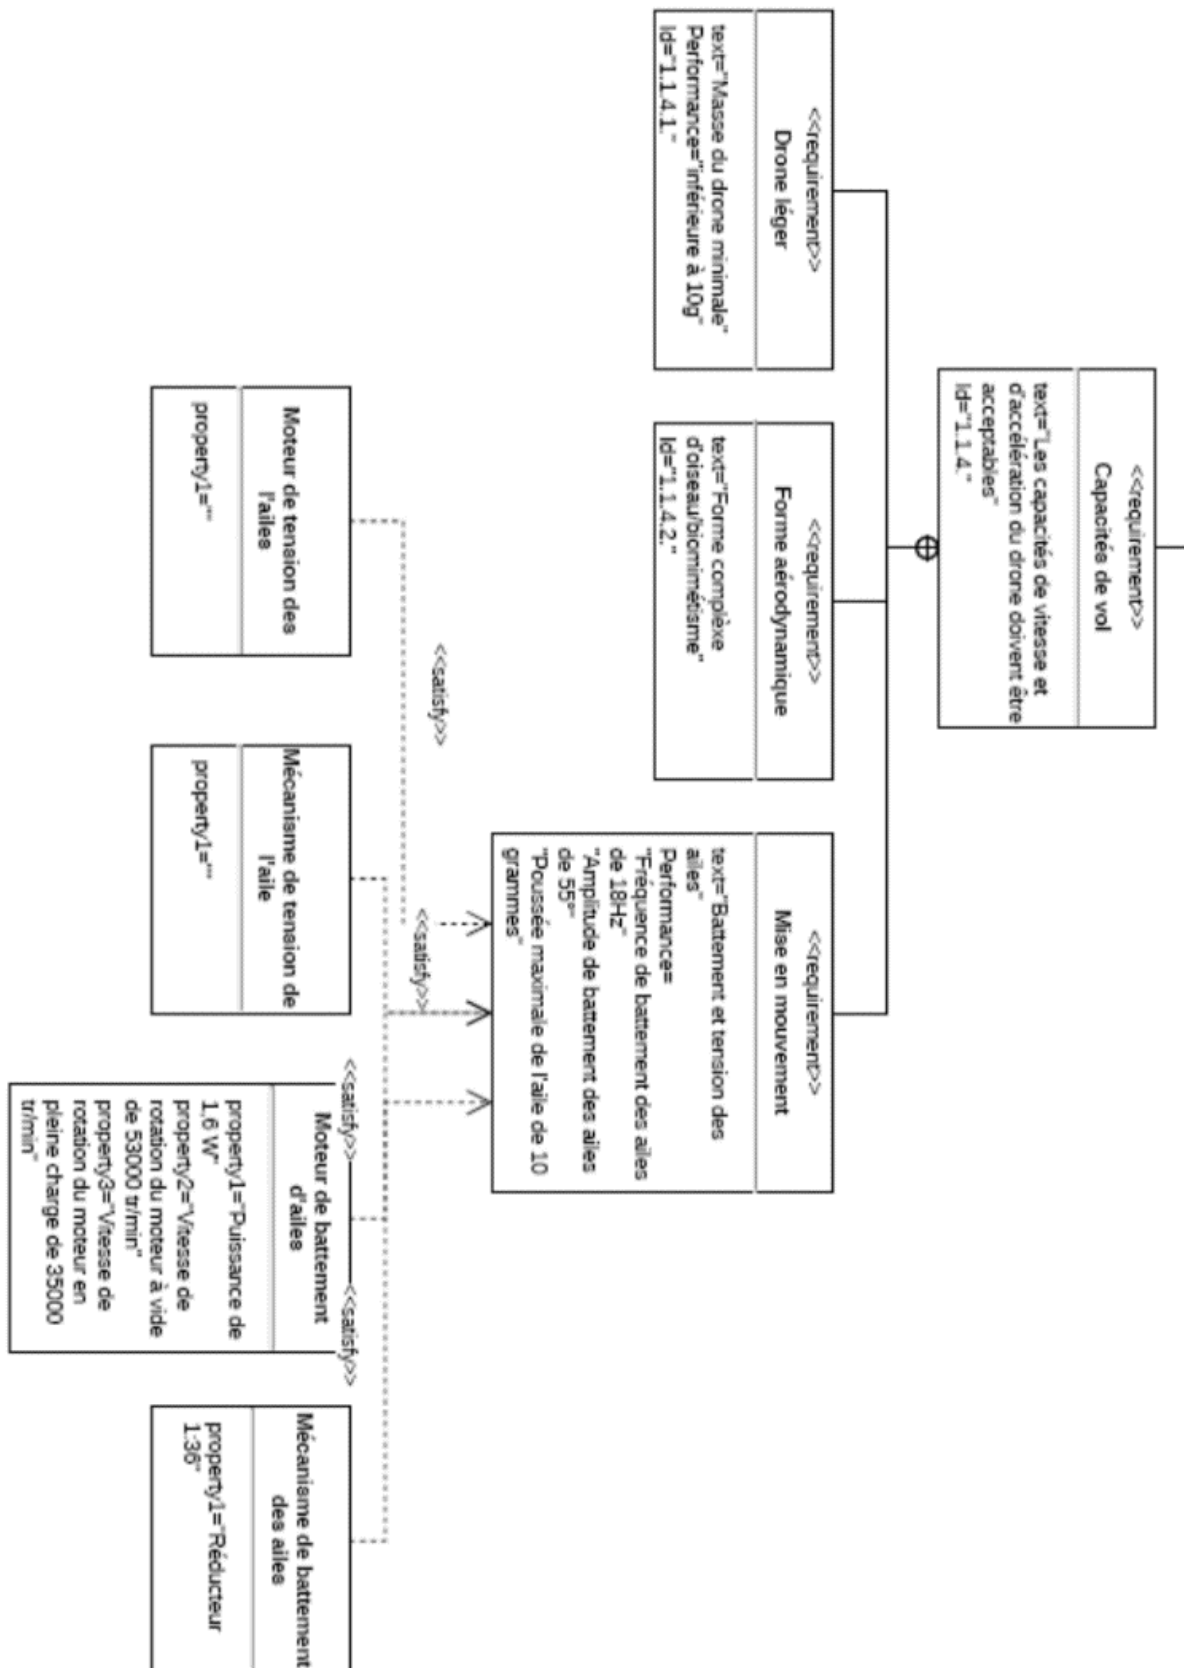 <<requirement>>
Capacités de vol
text="Les capacités de vitesse et
d'accélération du drone doivent être
acceptables"
Id="1.1.4."
<<requirement>>
Drone léger
text="Masse du drone minimale"
Performance="inférieure à 10g"
Id="1.1.4.1."
<<requirement>>
Forme aérodynamique
text="Forme complèxe
d'oiseau/biomimétisme"
Id="1.1.4.2."
<<requirement>>
Mise en mouvement
text="Battement et tension des
ailes"
Performance=
"Fréquence de battement des ailes
de 18Hz"
"Amplitude de battement des ailes
de 55°"
"Poussée maximale de l'aile de 10
grammes"
<<satisfy>>
<<satisfy>>
<<satisfy>>
<<satisfy>>
Moteur de tension des
l'ailes
property1=""
Mécanisme de tension de
l'aile
property1=""
Moteur de battement
d'ailes
property1="Puissance de
1,6 W"
property2="Vitesse de
rotation du moteur à vide
de 53000 tr/min"
property3="Vitesse de
rotation du moteur en
pleine charge de 35000
tr/min"
Mécanisme de battement
des ailes
property1="Réducteur
1:36"